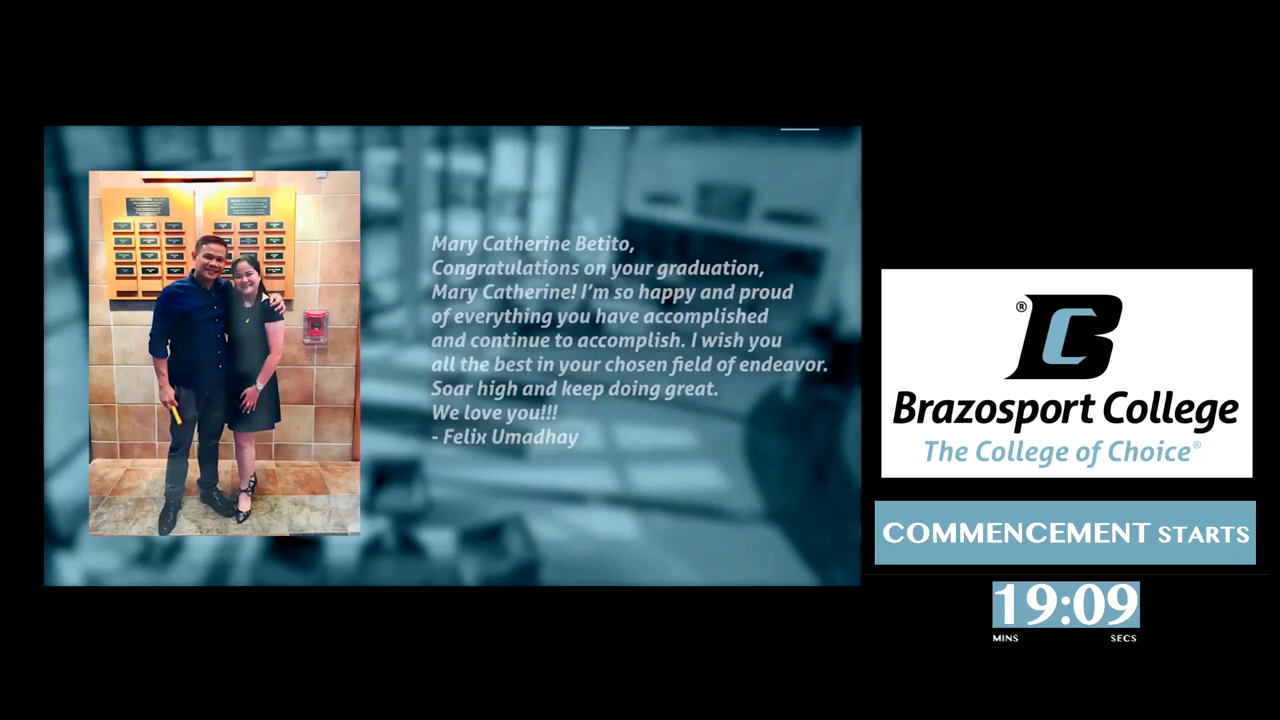 Mary Catherine Betito,
Congratulations on your graduation,
Mary Catherine! I'm so happy and proud
of everything you have accomplished
and continue to accomplish. I wish you
all the best in your chosen field of endeavor.
Soar high and keep doing great.
We love you!!!
- Felix Umadhay
® BC
Brazosport College
The College of Choice®
COMMENCEMENT STARTS
19:09
MINS SECS